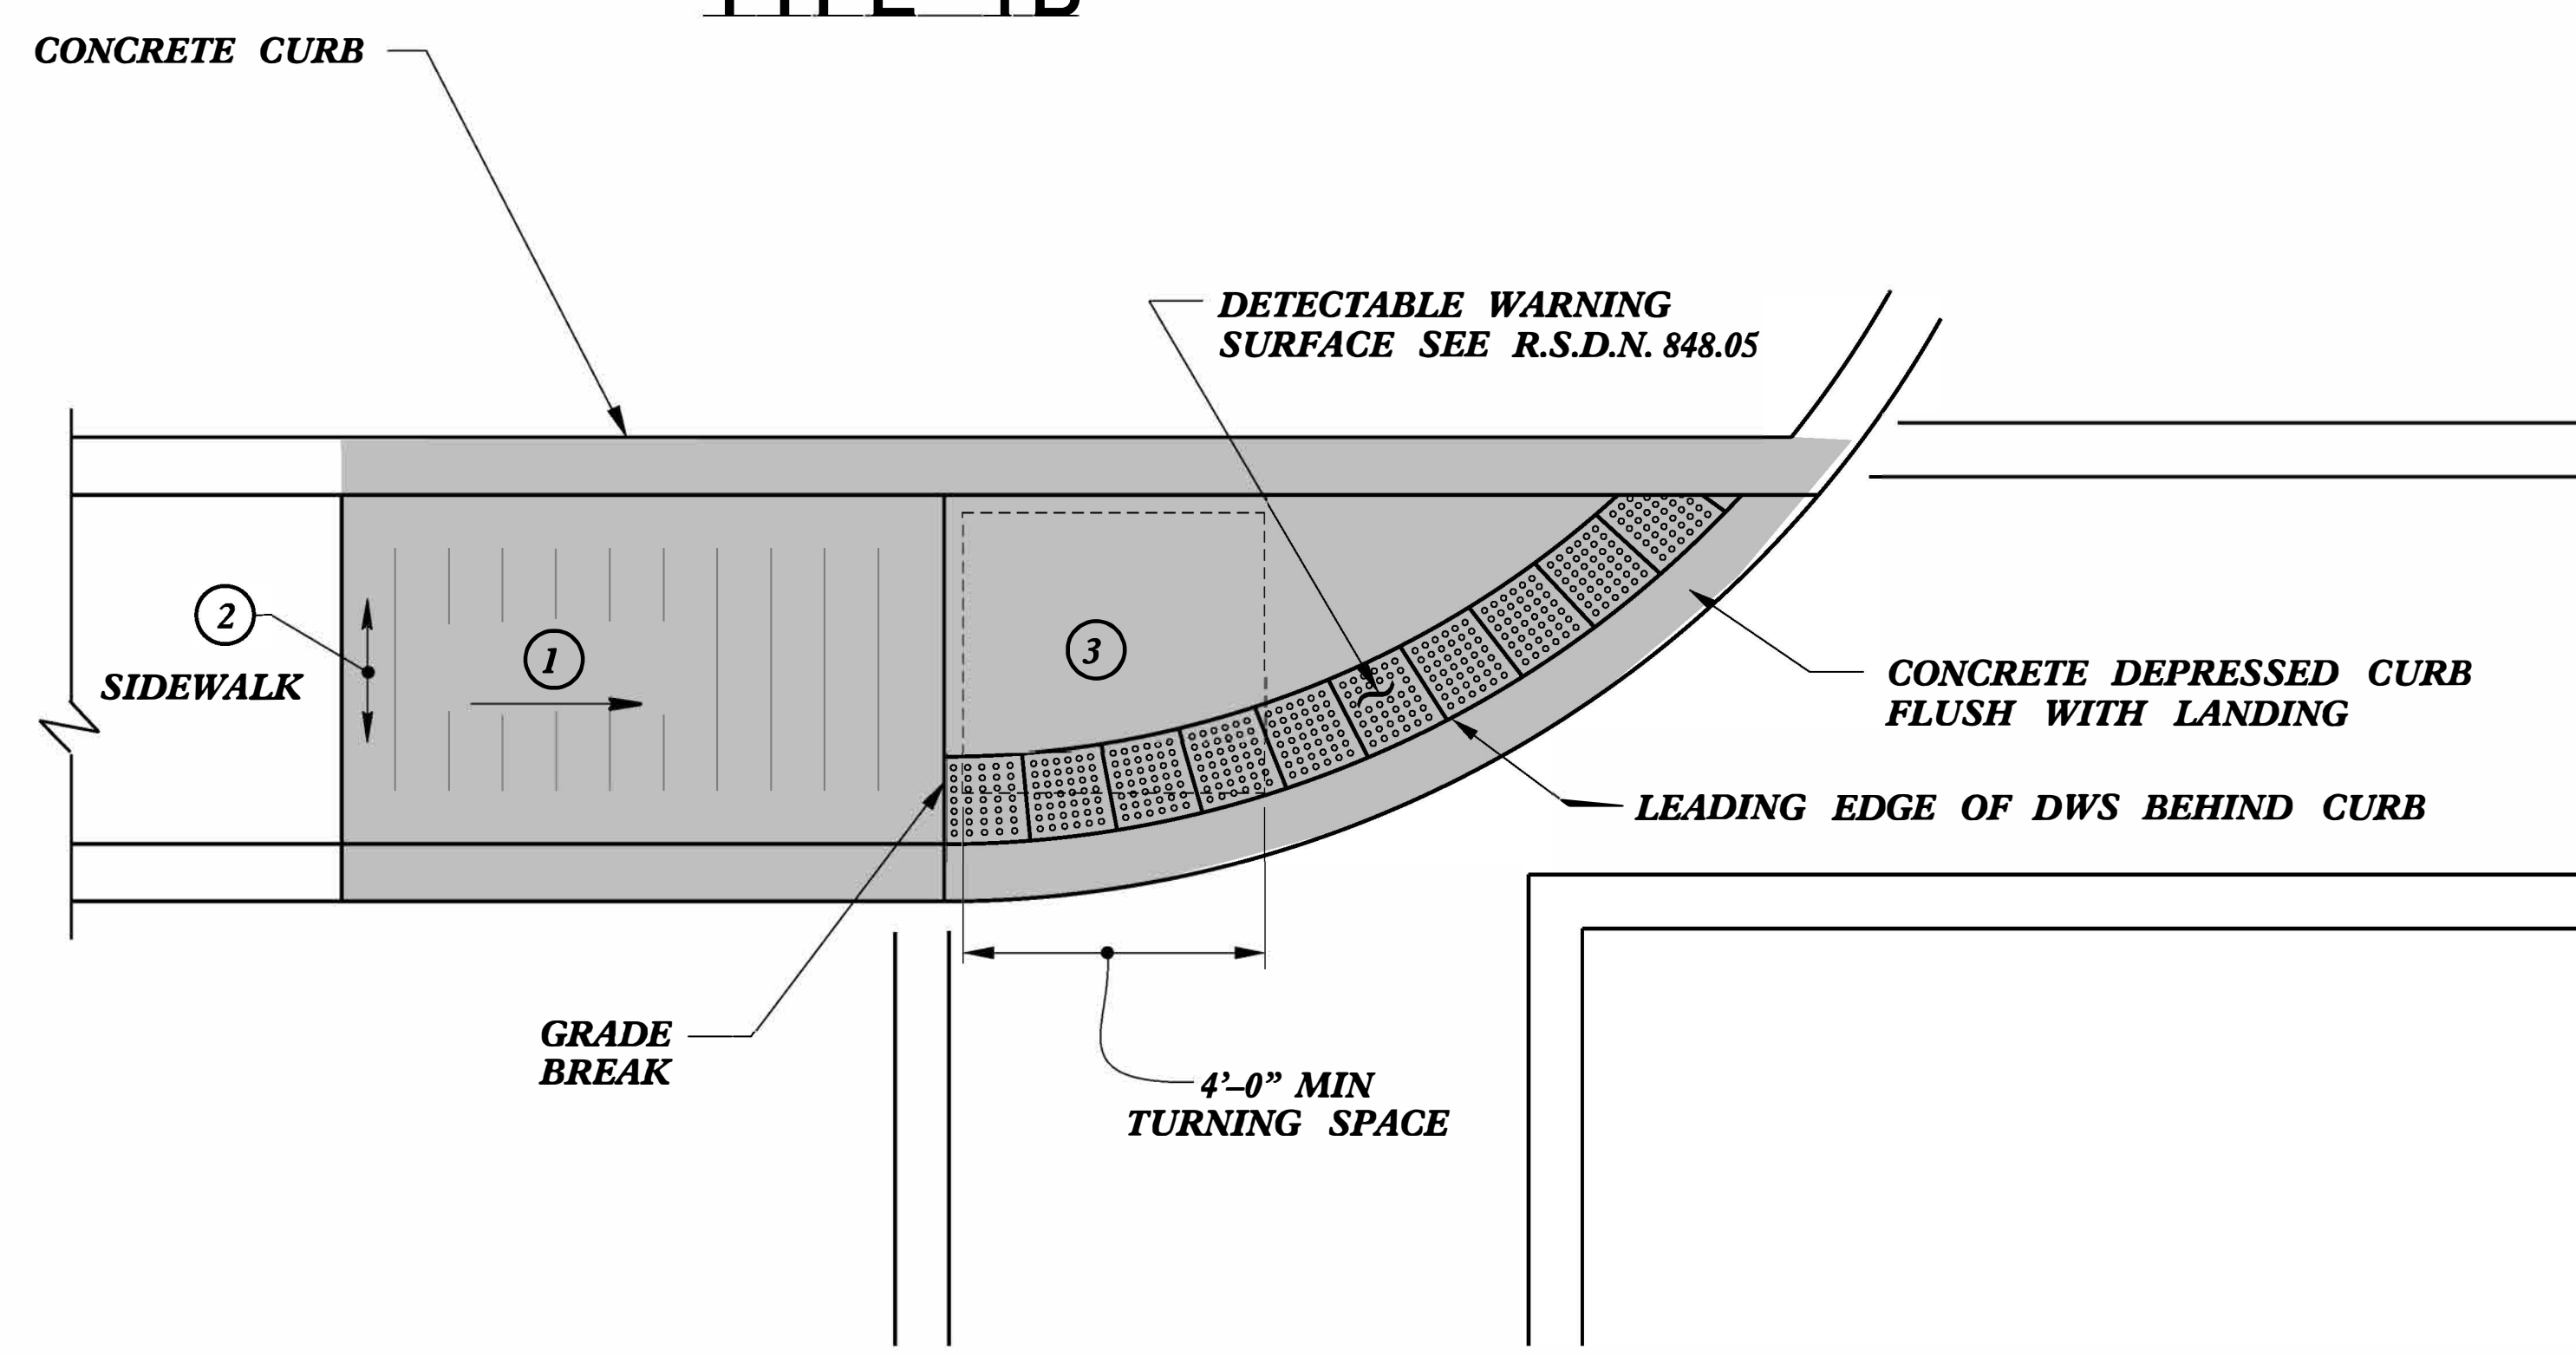 CONCRETE CURB
DETECTABLE WARNING
SURFACE SEE R.S.D.N. 848.05
2
SIDEWALK
1
3
CONCRETE DEPRESSED CURB
FLUSH WITH LANDING
LEADING EDGE OF DWS BEHIND CURB
GRADE
BREAK
4'–0” MIN
TURNING SPACE